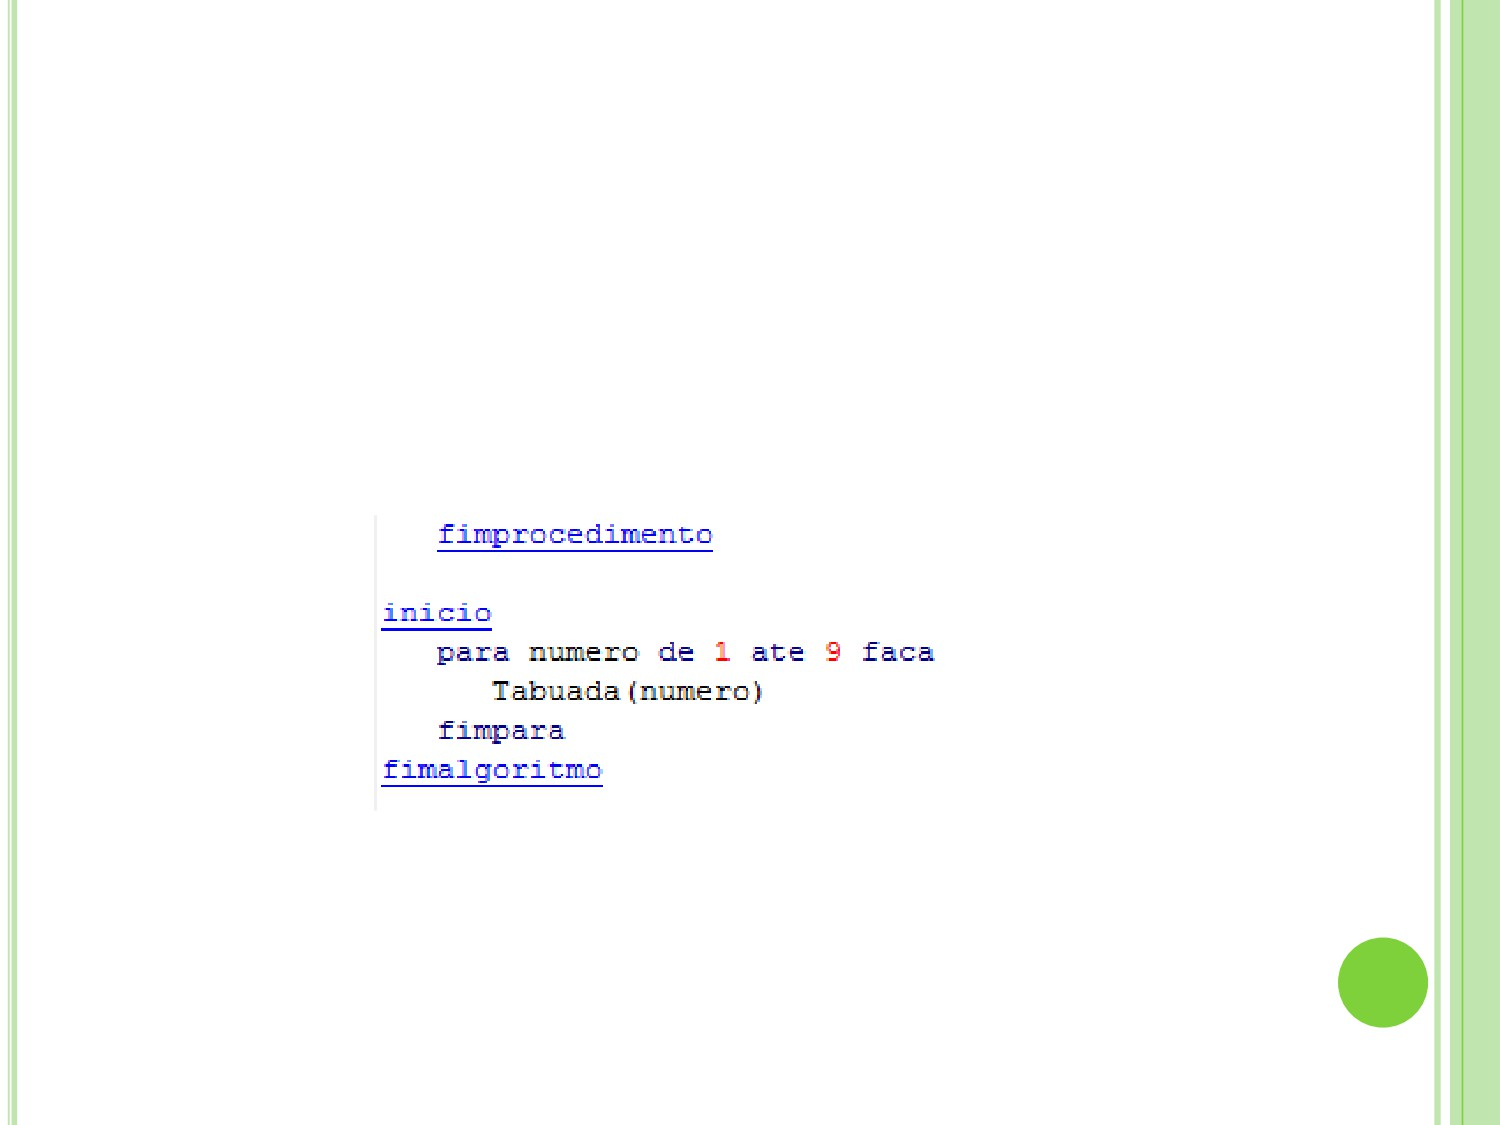 fimprocedimento
inicio
para numero de 1 ate 9 faca
Tabuada(numero)
fimpara
fimalgoritmo